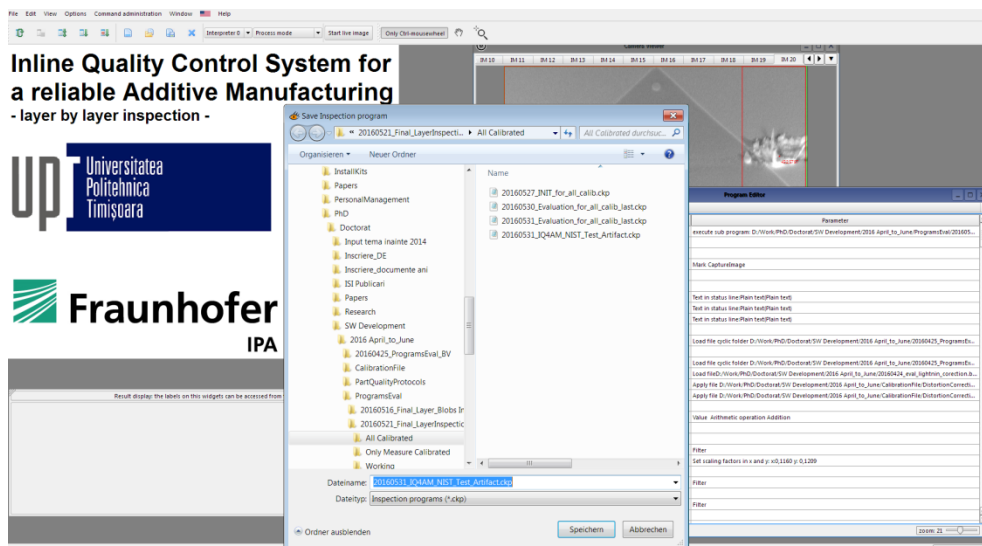 File Edit View Options Command administration Window Help
Interpreter 0 Process mode Start live image Only Ctrl-mousewheel
Inline Quality Control System for
a reliable Additive Manufacturing
- layer by layer inspection -
UPT Universitatea
Politehnica
Timişoara
Fraunhofer
IPA
Result display: the labels on this widgets can be accessed from
Camera Viewer
IM 10 IM 11 IM 12 IM 13 IM 14 IM 15 IM 16 IM 17 IM 18 IM 19 IM 20
Save Inspection program
« 20160521_Final_LayerInspecti... All Calibrated All Calibrated durchsuc...
Organisieren Neuer Ordner
InstallKits
Papers
PersonalManagement
PhD
Doctorat
Input tema inainte 2014
Inscriere_DE
Inscriere_documente ani
ISI Publicari
Papers
Research
SW Development
2016 April_to_June
20160425_ProgramsEval_BV
CalibrationFile
PartQualityProtocols
ProgramsEval
20160516_Final_Layer_Blobs In
20160521_Final_LayerInspectic
All Calibrated
Only Measure Calibrated
Working
Name
20160527_INIT_for_all_calib.ckp
20160530_Evaluation_for_all_calib_last.ckp
20160531_Evaluation_for_all_calib_last.ckp
20160531_IQ4AM_NIST_Test_Artifact.ckp
Dateiname: 20160531_IQ4AM_NIST_Test_Artifact.ckp
Dateityp: Inspection programs (*.ckp)
Ordner ausblenden Speichern Abbrechen
Program Editor
Parameter
execute sub program: D:/Work/PhD/Doctorat/SW Development/2016 April_to_June/ProgramsEval/201605...
Mark CaptureImage
Text in status line:Plain text(Plain text)
Text in status line:Plain text(Plain text)
Text in status line:Plain text(Plain text)
Load file cyclic folder D:/Work/PhD/Doctorat/SW Development/2016 April_to_June/20160425_ProgramsEv...
Load file cyclic folder D:/Work/PhD/Doctorat/SW Development/2016 April_to_June/20160425_ProgramsEv...
Load fileD:/Work/PhD/Doctorat/SW Development/2016 April_to_June/20160424_eval_lightnin_corection.b...
Apply file D:/Work/PhD/Doctorat/SW Development/2016 April_to_June/CalibrationFile/DistortionCorrecti...
Apply file D:/Work/PhD/Doctorat/SW Development/2016 April_to_June/CalibrationFile/DistortionCorrecti...
Value Arithmetic operation Addition
Filter
Set scaling factors in x and y: x:0,1160 y: 0,1209
Filter
Filter
zoom: 21